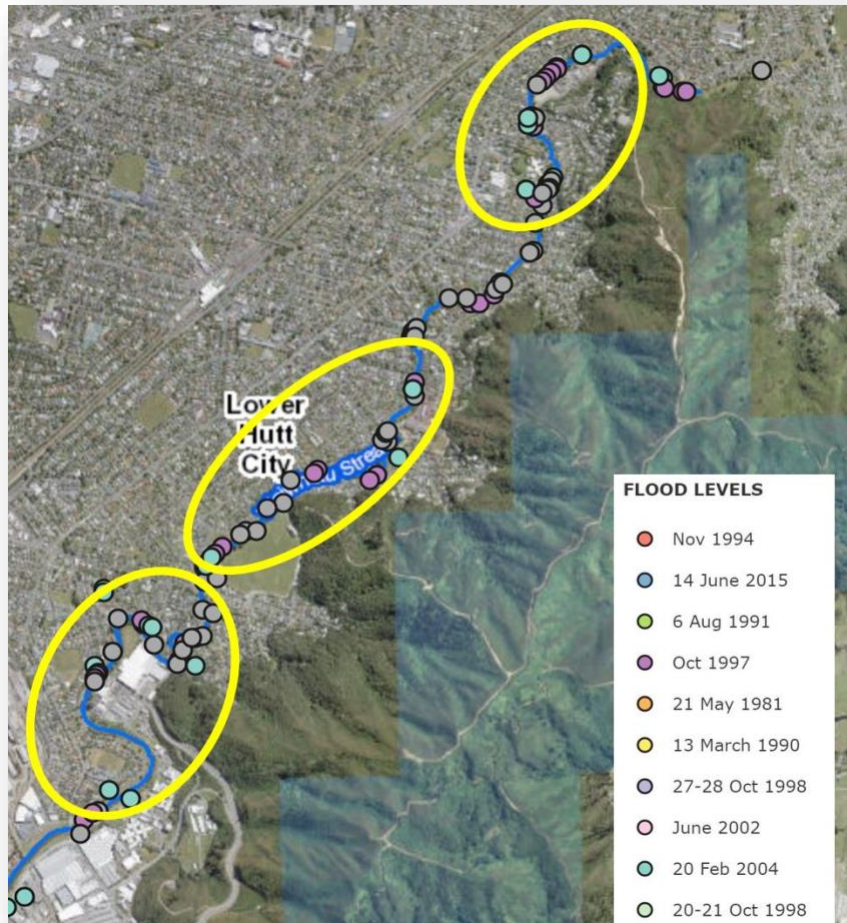 Lower
Hutt
City
Stre
FLOOD LEVELS
Nov 1994
14 June 2015
6 Aug 1991
Oct 1997
21 May 1981
13 March 1990
27-28 Oct 1998
June 2002
20 Feb 2004
20-21 Oct 1998